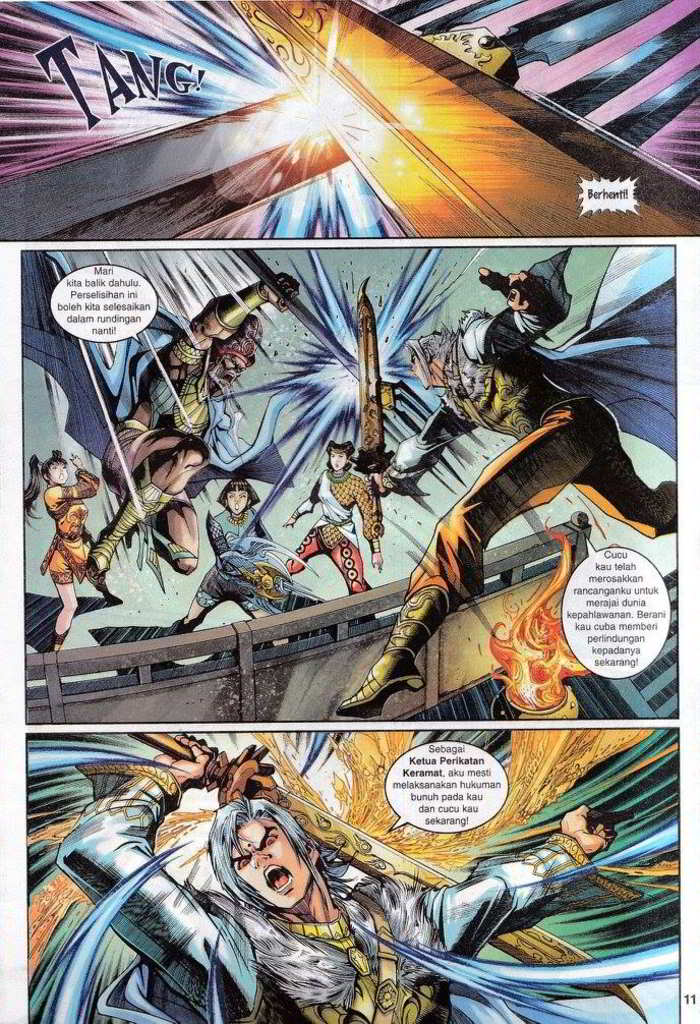 TANG!
Berhenti!
Mari
kita balik dahulu.
Perselisihan ini
boleh kita selesaikan
dalam rundingan
nanti!
Cucu
kau telah
merosakkan
rancanganku untuk
merajai dunia
kepahlawanan. Berani
kau cuba memberi
perlindungan
kepadanya
sekarang!
Sebagai
Ketua Perikatan
Keramat, aku mesti
melaksanakan hukuman
bunuh pada kau
dan cucu kau
sekarang!
11